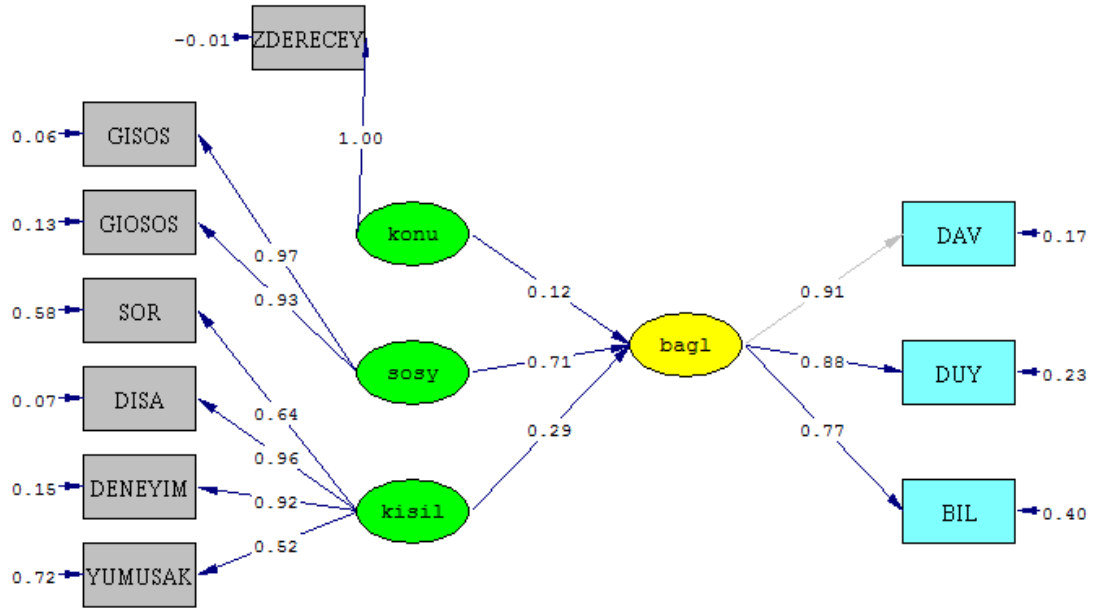 -0.01 ZDERECEY
0.06 GISOS
1.00
0.13 GIOSOS
konu
DAV 0.17
0.97
0.93
0.12
0.91
0.58 SOR
bagl
sosy
0.71
0.88
DUY 0.23
0.07 DISA
0.64
0.29
0.77
0.96
0.15 DENEYIM
0.92
kisil
BIL 0.40
0.52
0.72 YUMUSAK